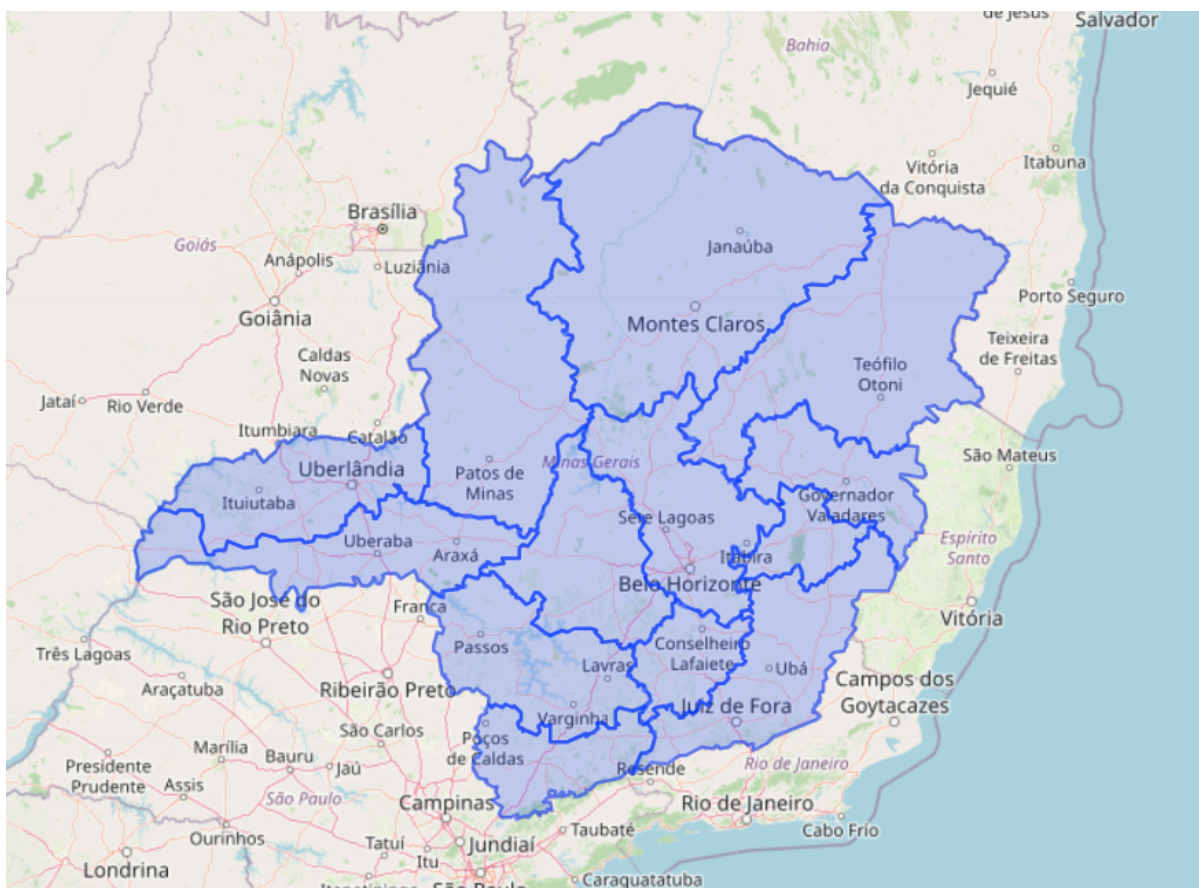 de Jesus
Salvador
Bahia
Jequié
Vitória
da Conquista
Itabuna
Brasília
Goiás
Janaúba
Anápolis
Luziânia
Porto Seguro
Goiânia
Montes Claros
Teixeira
de Freitas
Caldas
Novas
Teófilo
Otoni
Jataí
Rio Verde
Itumbiara
Catalão
São Mateus
Uberlândia
Minas Gerais
Patos de
Minas
Ituiutaba
Governador
Valadares
Sete Lagoas
Uberaba
Araxá
Itabira
Espírito
Santo
Belo Horizonte
São José do
Rio Preto
Franca
Vitória
Três Lagoas
Passos
Conselheiro
Lafaiete
Lavras
Ubá
Araçatuba
Ribeirão Preto
Campos dos
Goytacazes
Varginha
Juiz de Fora
São Carlos
Poços
de Caldas
Marília
Bauru
Jaú
Presidente
Prudente
Assis
Resende
Rio de Janeiro
São Paulo
Campinas
Rio de Janeiro
Cabo Frio
Taubaté
Ourinhos
Tatuí
Jundiaí
Itu
Londrina
Itapetininga
São Paulo
Caraguatatuba